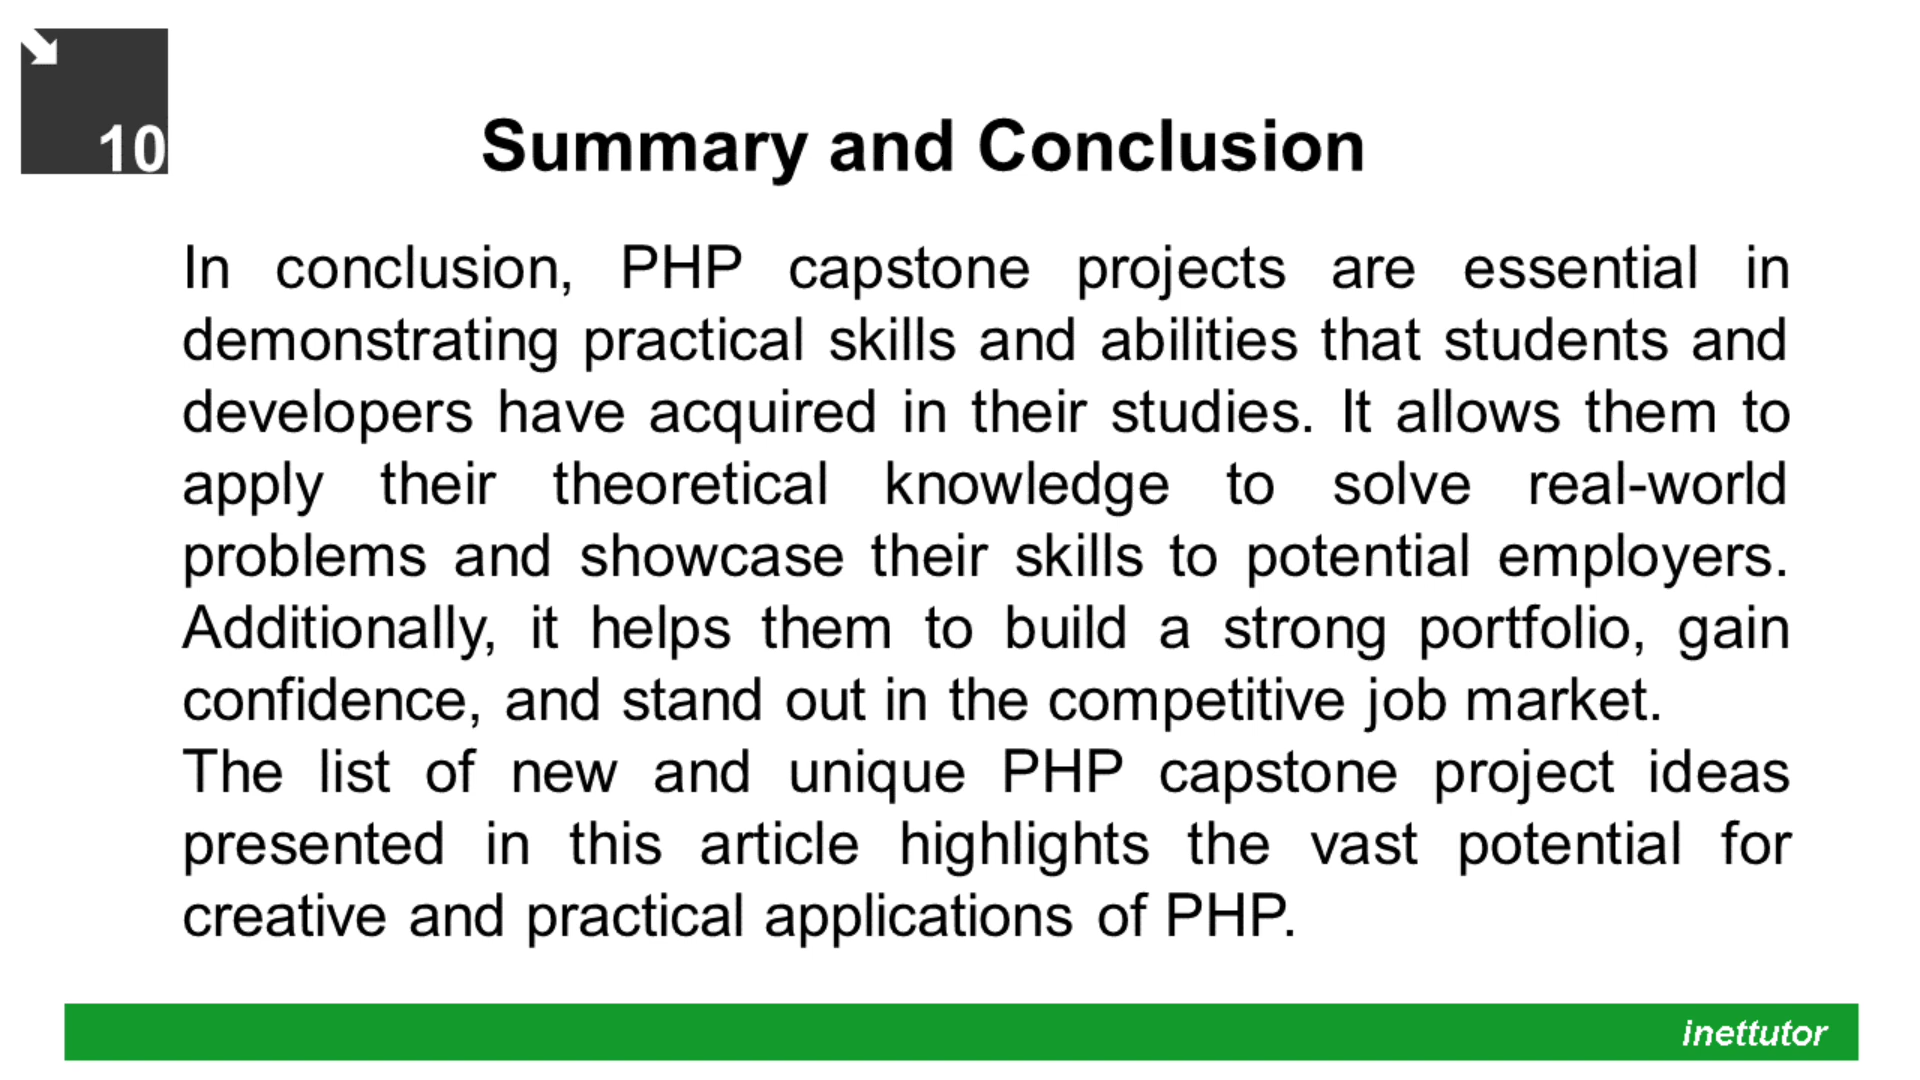 10
Summary and Conclusion
In conclusion, PHP capstone projects are essential in
demonstrating practical skills and abilities that students and
developers have acquired in their studies. It allows them to
apply their theoretical knowledge to solve real-world
problems and showcase their skills to potential employers.
Additionally, it helps them to build a strong portfolio, gain
confidence, and stand out in the competitive job market.
The list of new and unique PHP capstone project ideas
presented in this article highlights the vast potential for
creative and practical applications of PHP.
inettutor